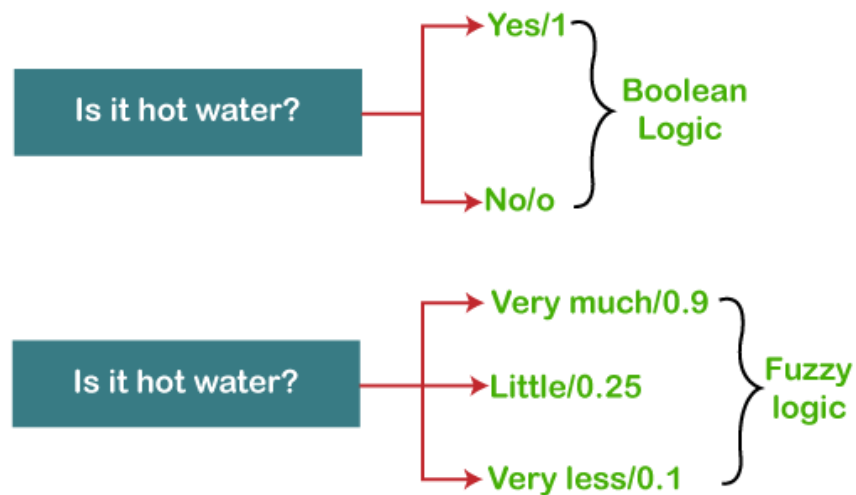 Is it hot water?
Yes/1
No/o
Boolean
Logic
Is it hot water?
Very much/0.9
Little/0.25
Very less/0.1
Fuzzy
logic